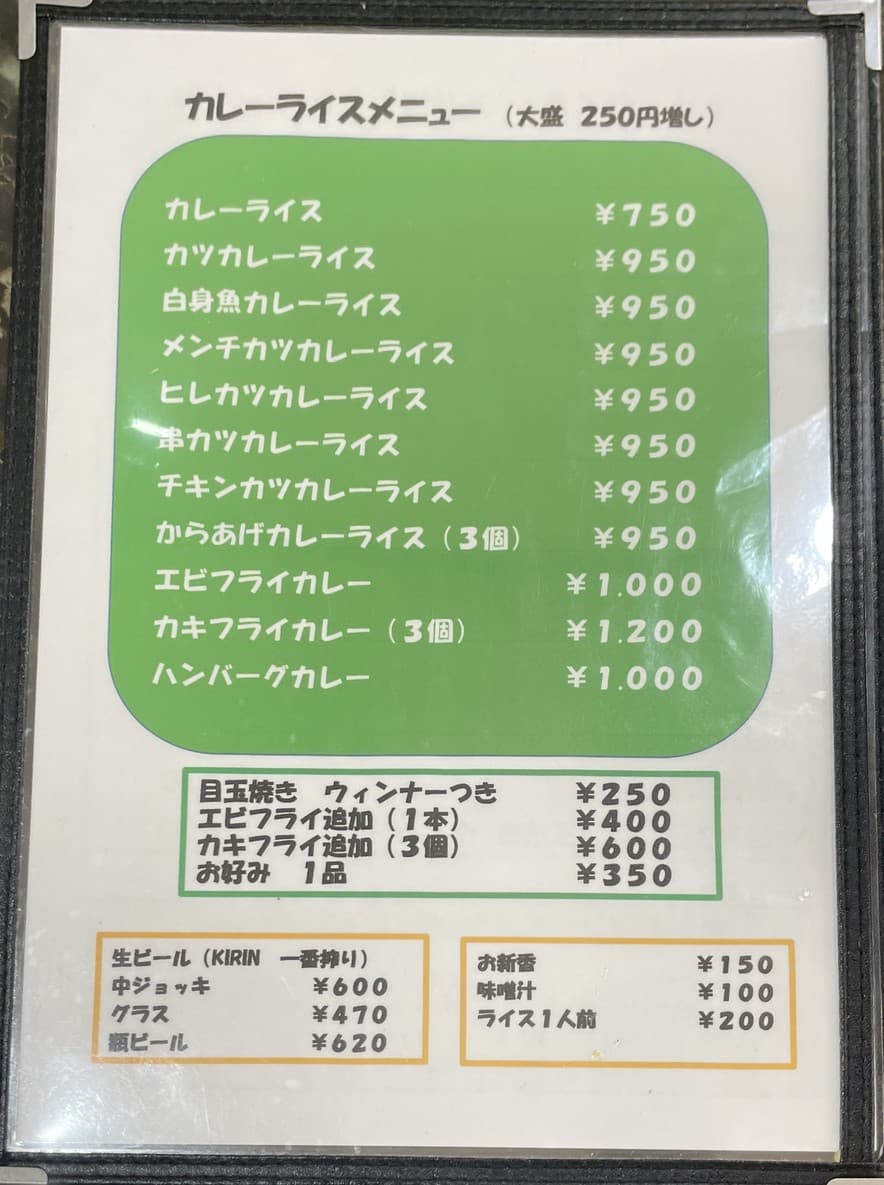 カレーライスメニュー （大盛 250円増し）
カレーライス ¥750
カツカレーライス ¥950
白身魚カレーライス ¥950
メンチカツカレーライス ¥950
ヒレカツカレーライス ¥950
串カツカレーライス ¥950
チキンカツカレーライス ¥950
からあげカレーライス（3個） ¥950
エビフライカレー ¥1.000
カキフライカレー（3個） ¥1.200
ハンバーグカレー ¥1.000
目玉焼き ウィンナーつき ¥250
エビフライ追加（1本） ¥400
カキフライ追加（3個） ¥600
お好み 1品 ¥350
生ビール（KIRIN 一番搾り）
中ジョッキ ¥600
グラス ¥470
瓶ビール ¥620
お新香 ¥150
味噌汁 ¥100
ライス1人前 ¥200